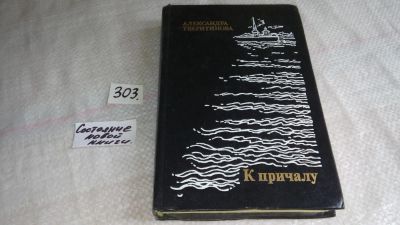 АЛЕКСАНДРА
ТВЕРИТИНОВА
303.
Состояние
новой
книги.
К причалу